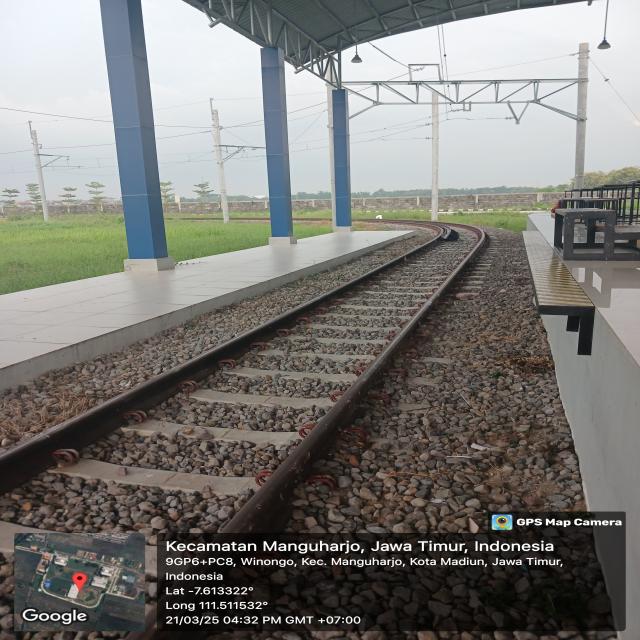 GPS Map Camera
Kecamatan Manguharjo, Jawa Timur, Indonesia
9GP6+PC8, Winongo, Kec. Manguharjo, Kota Madiun, Jawa Timur,
Indonesia
Lat -7.613322°
Long 111.511532°
21/03/25 04:32 PM GMT +07:00
Google